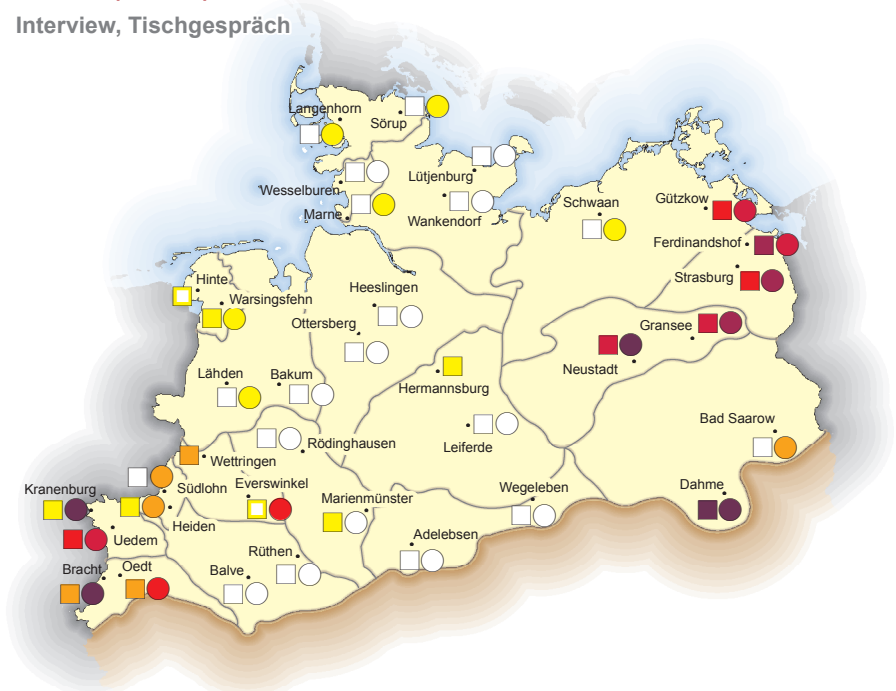 Interview, Tischgespräch
Langenhorn
Sörup
Lütjenburg
Wesselburen
Marne
Wankendorf
Schwaan
Gützkow
Ferdinandshof
Strasburg
Hinte
Warsingsfehn
Heeslingen
Ottersberg
Gransee
Neustadt
Lähden
Bakum
Hermannsburg
Bad Saarow
Leiferde
Rödinghausen
Wettringen
Kranenburg
Südlohn
Everswinkel
Marienmünster
Wegeleben
Dahme
Heiden
Uedem
Adelebsen
Rüthen
Bracht
Oedt
Balve